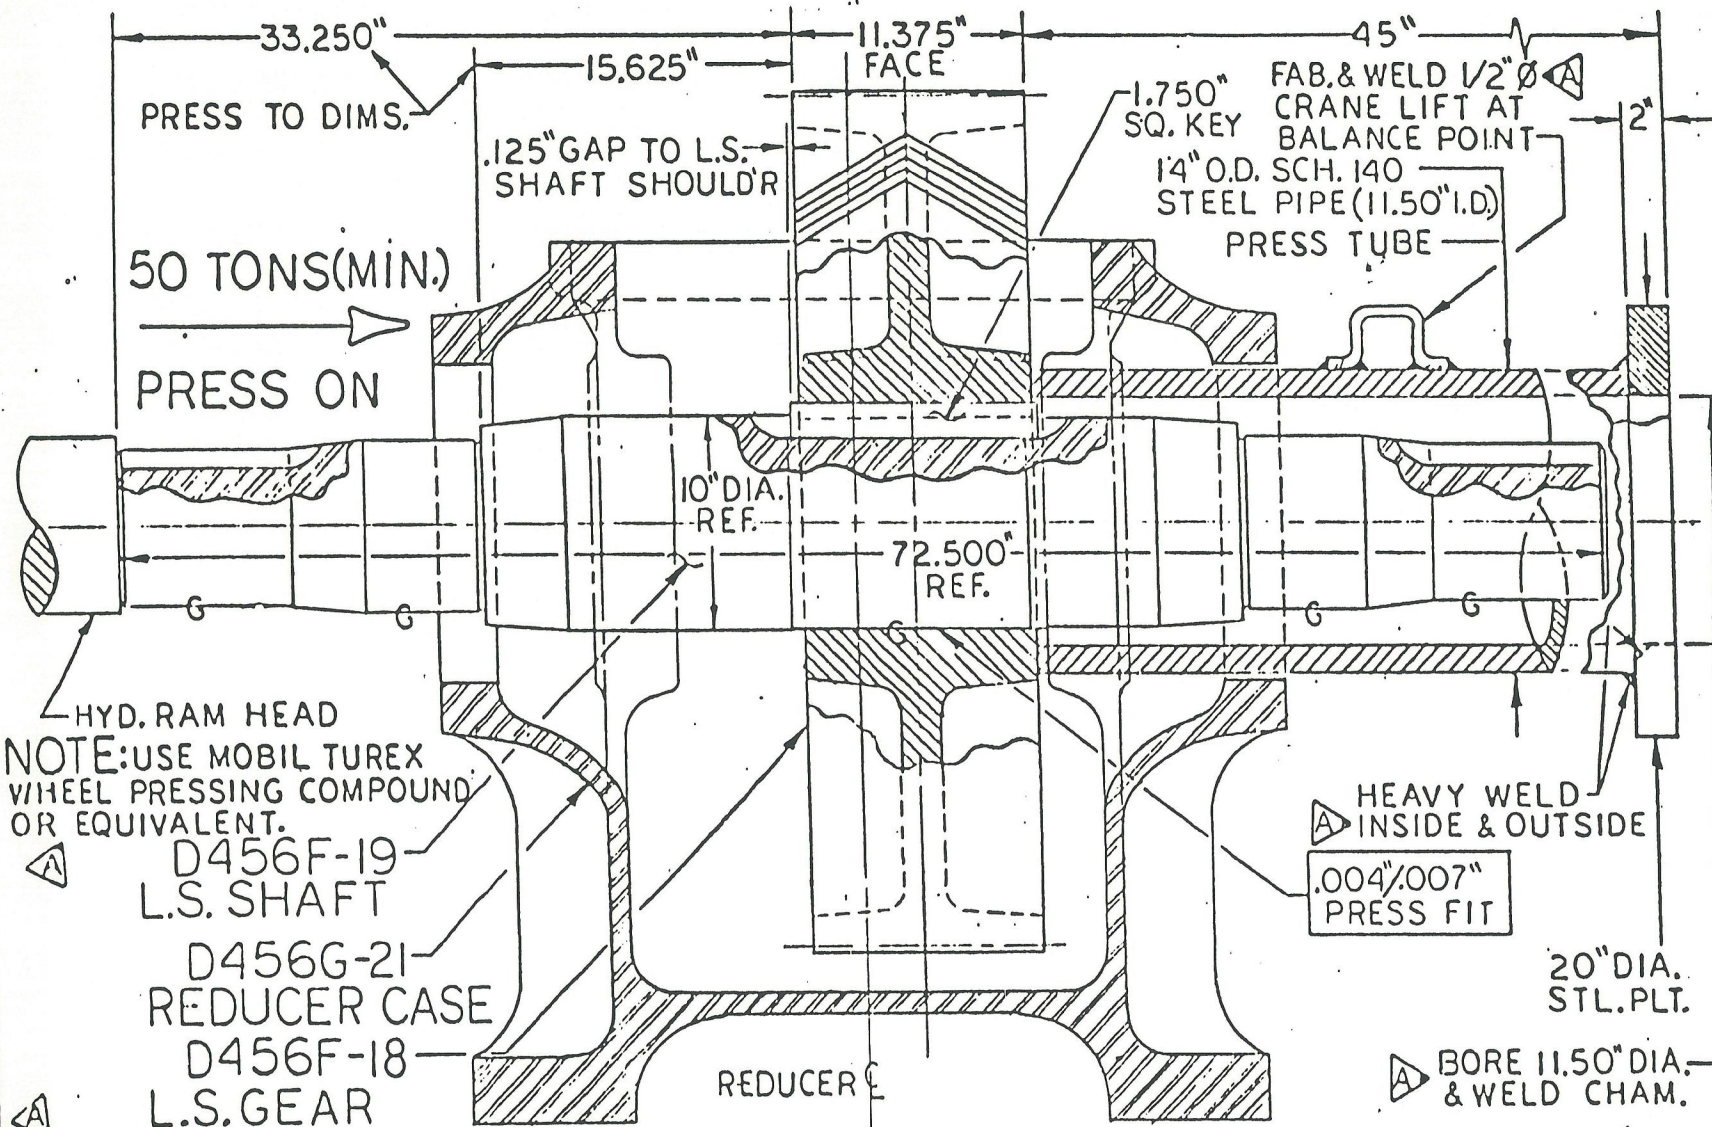 33.250"
11.375"
FACE
45"
15.625"
PRESS TO DIMS.
.125" GAP TO L.S.
SHAFT SHOULD'R
1.750"
SQ. KEY
FAB. & WELD 1/2" Ø A
CRANE LIFT AT
BALANCE POINT
2"
14" O.D. SCH. 140
STEEL PIPE (11.50" I.D.)
PRESS TUBE
50 TONS (MIN.)
PRESS ON
10" DIA.
REF.
72.500"
REF.
G
G
G
G
G
HYD. RAM HEAD
NOTE: USE MOBIL TUREX
WHEEL PRESSING COMPOUND
OR EQUIVALENT.
A
D456F-19
L.S. SHAFT
D456G-21
REDUCER CASE
D456F-18
A L.S. GEAR
REDUCER ℄
HEAVY WELD
A INSIDE & OUTSIDE
.004"/.007"
PRESS FIT
20" DIA.
STL. PLT.
A BORE 11.50" DIA.
& WELD CHAM.